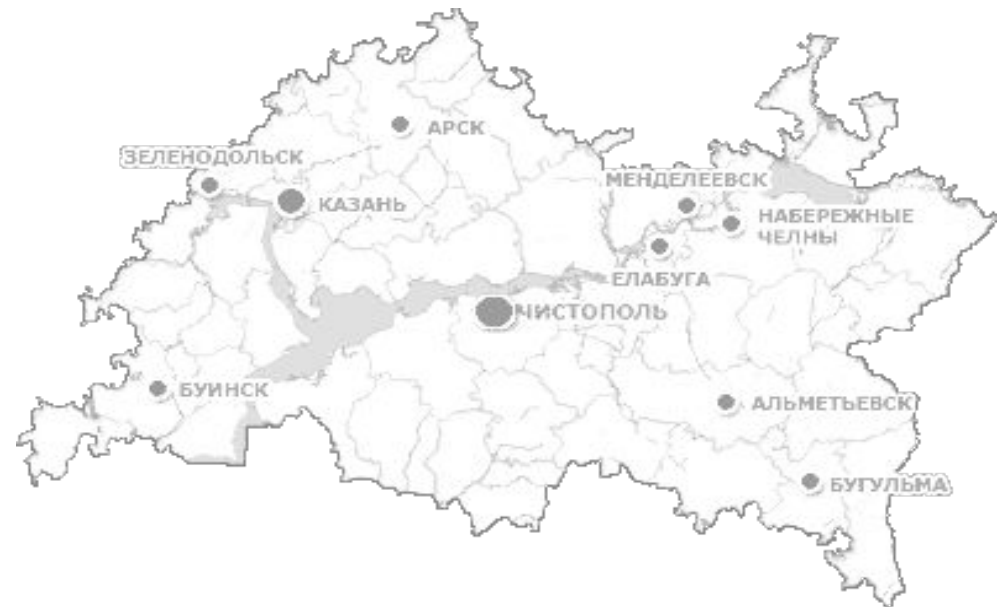 АРСК
ЗЕЛЕНОДОЛЬСК
МЕНДЕЛЕЕВСК
КАЗАНЬ
НАБЕРЕЖНЫЕ
ЧЕЛНЫ
ЕЛАБУГА
ЧИСТОПОЛЬ
БУИНСК
АЛЬМЕТЬЕВСК
БУГУЛЬМА